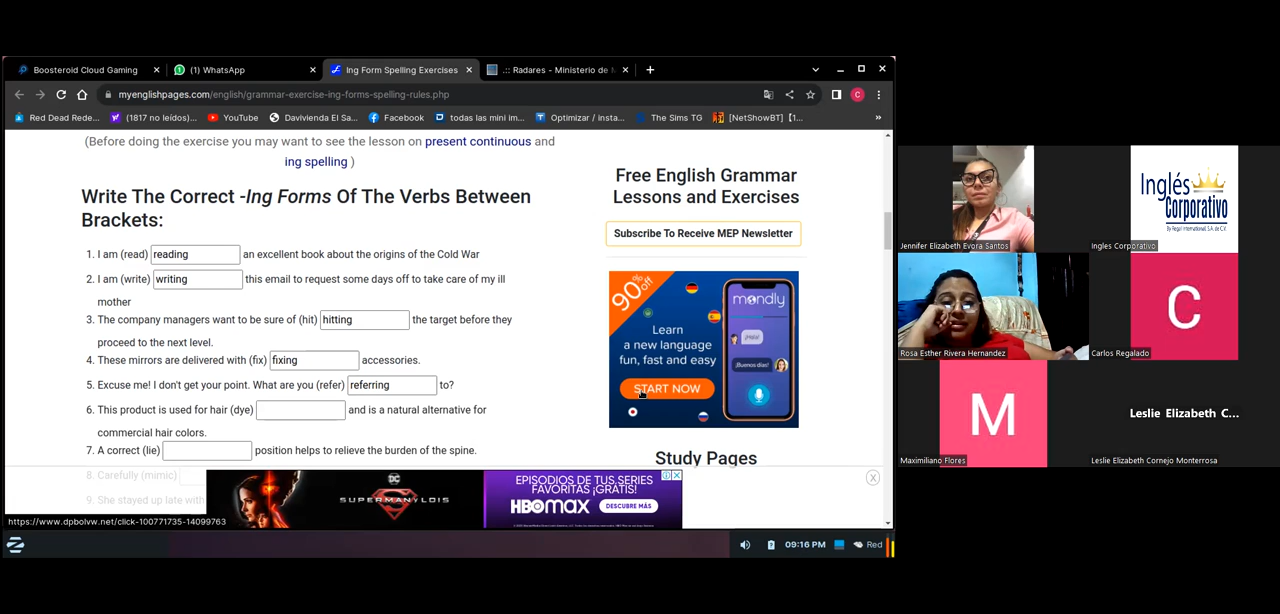 Boosteroid Cloud Gaming
(1) WhatsApp
Ing Form Spelling Exercises
.:: Radares - Ministerio de
myenglishpages.com/english/grammar-exercise-ing-forms-spelling-rules.php
C
Red Dead Rede...
(1817 no leídos)...
YouTube
Davivienda El Sa...
Facebook
todas las mini im...
Optimizar / insta...
The Sims TG
[NetShowBT]【1...
»
(Before doing the exercise you may want to see the lesson on present continuous and
ing spelling )
Write The Correct -Ing Forms Of The Verbs Between
Brackets:
1. I am (read) reading an excellent book about the origins of the Cold War
2. I am (write) writing this email to request some days off to take care of my ill
mother
3. The company managers want to be sure of (hit) hitting the target before they
proceed to the next level.
4. These mirrors are delivered with (fix) fixing accessories.
5. Excuse me! I don't get your point. What are you (refer) referring to?
6. This product is used for hair (dye) and is a natural alternative for
commercial hair colors.
7. A correct (lie) position helps to relieve the burden of the spine.
8. Carefully (mimic)
9. She stayed up late with
Free English Grammar
Lessons and Exercises
Subscribe To Receive MEP Newsletter
90% off
mondly
Learn
a new language
fun, fast and easy
START NOW
¡Hello!
¡Buenos días!
Study Pages
DC
SUPERMAN & LOIS
EPISODIOS DE TUS SERIES
FAVORITAS ¡GRATIS!
HBOMAX
DESCUBRE MÁS
https://www.dpbolvw.net/click-100771735-14099763
09:16 PM
Red
Jennifer Elizabeth Evora Santos
Inglés
Corporativo
By Regal International, S.A. de C.V.
Ingles Corporativo
Rosa Esther Rivera Hernandez
C
Carlos Regalado
M
Maximiliano Flores
Leslie Elizabeth C...
Leslie Elizabeth Cornejo Monterrosa